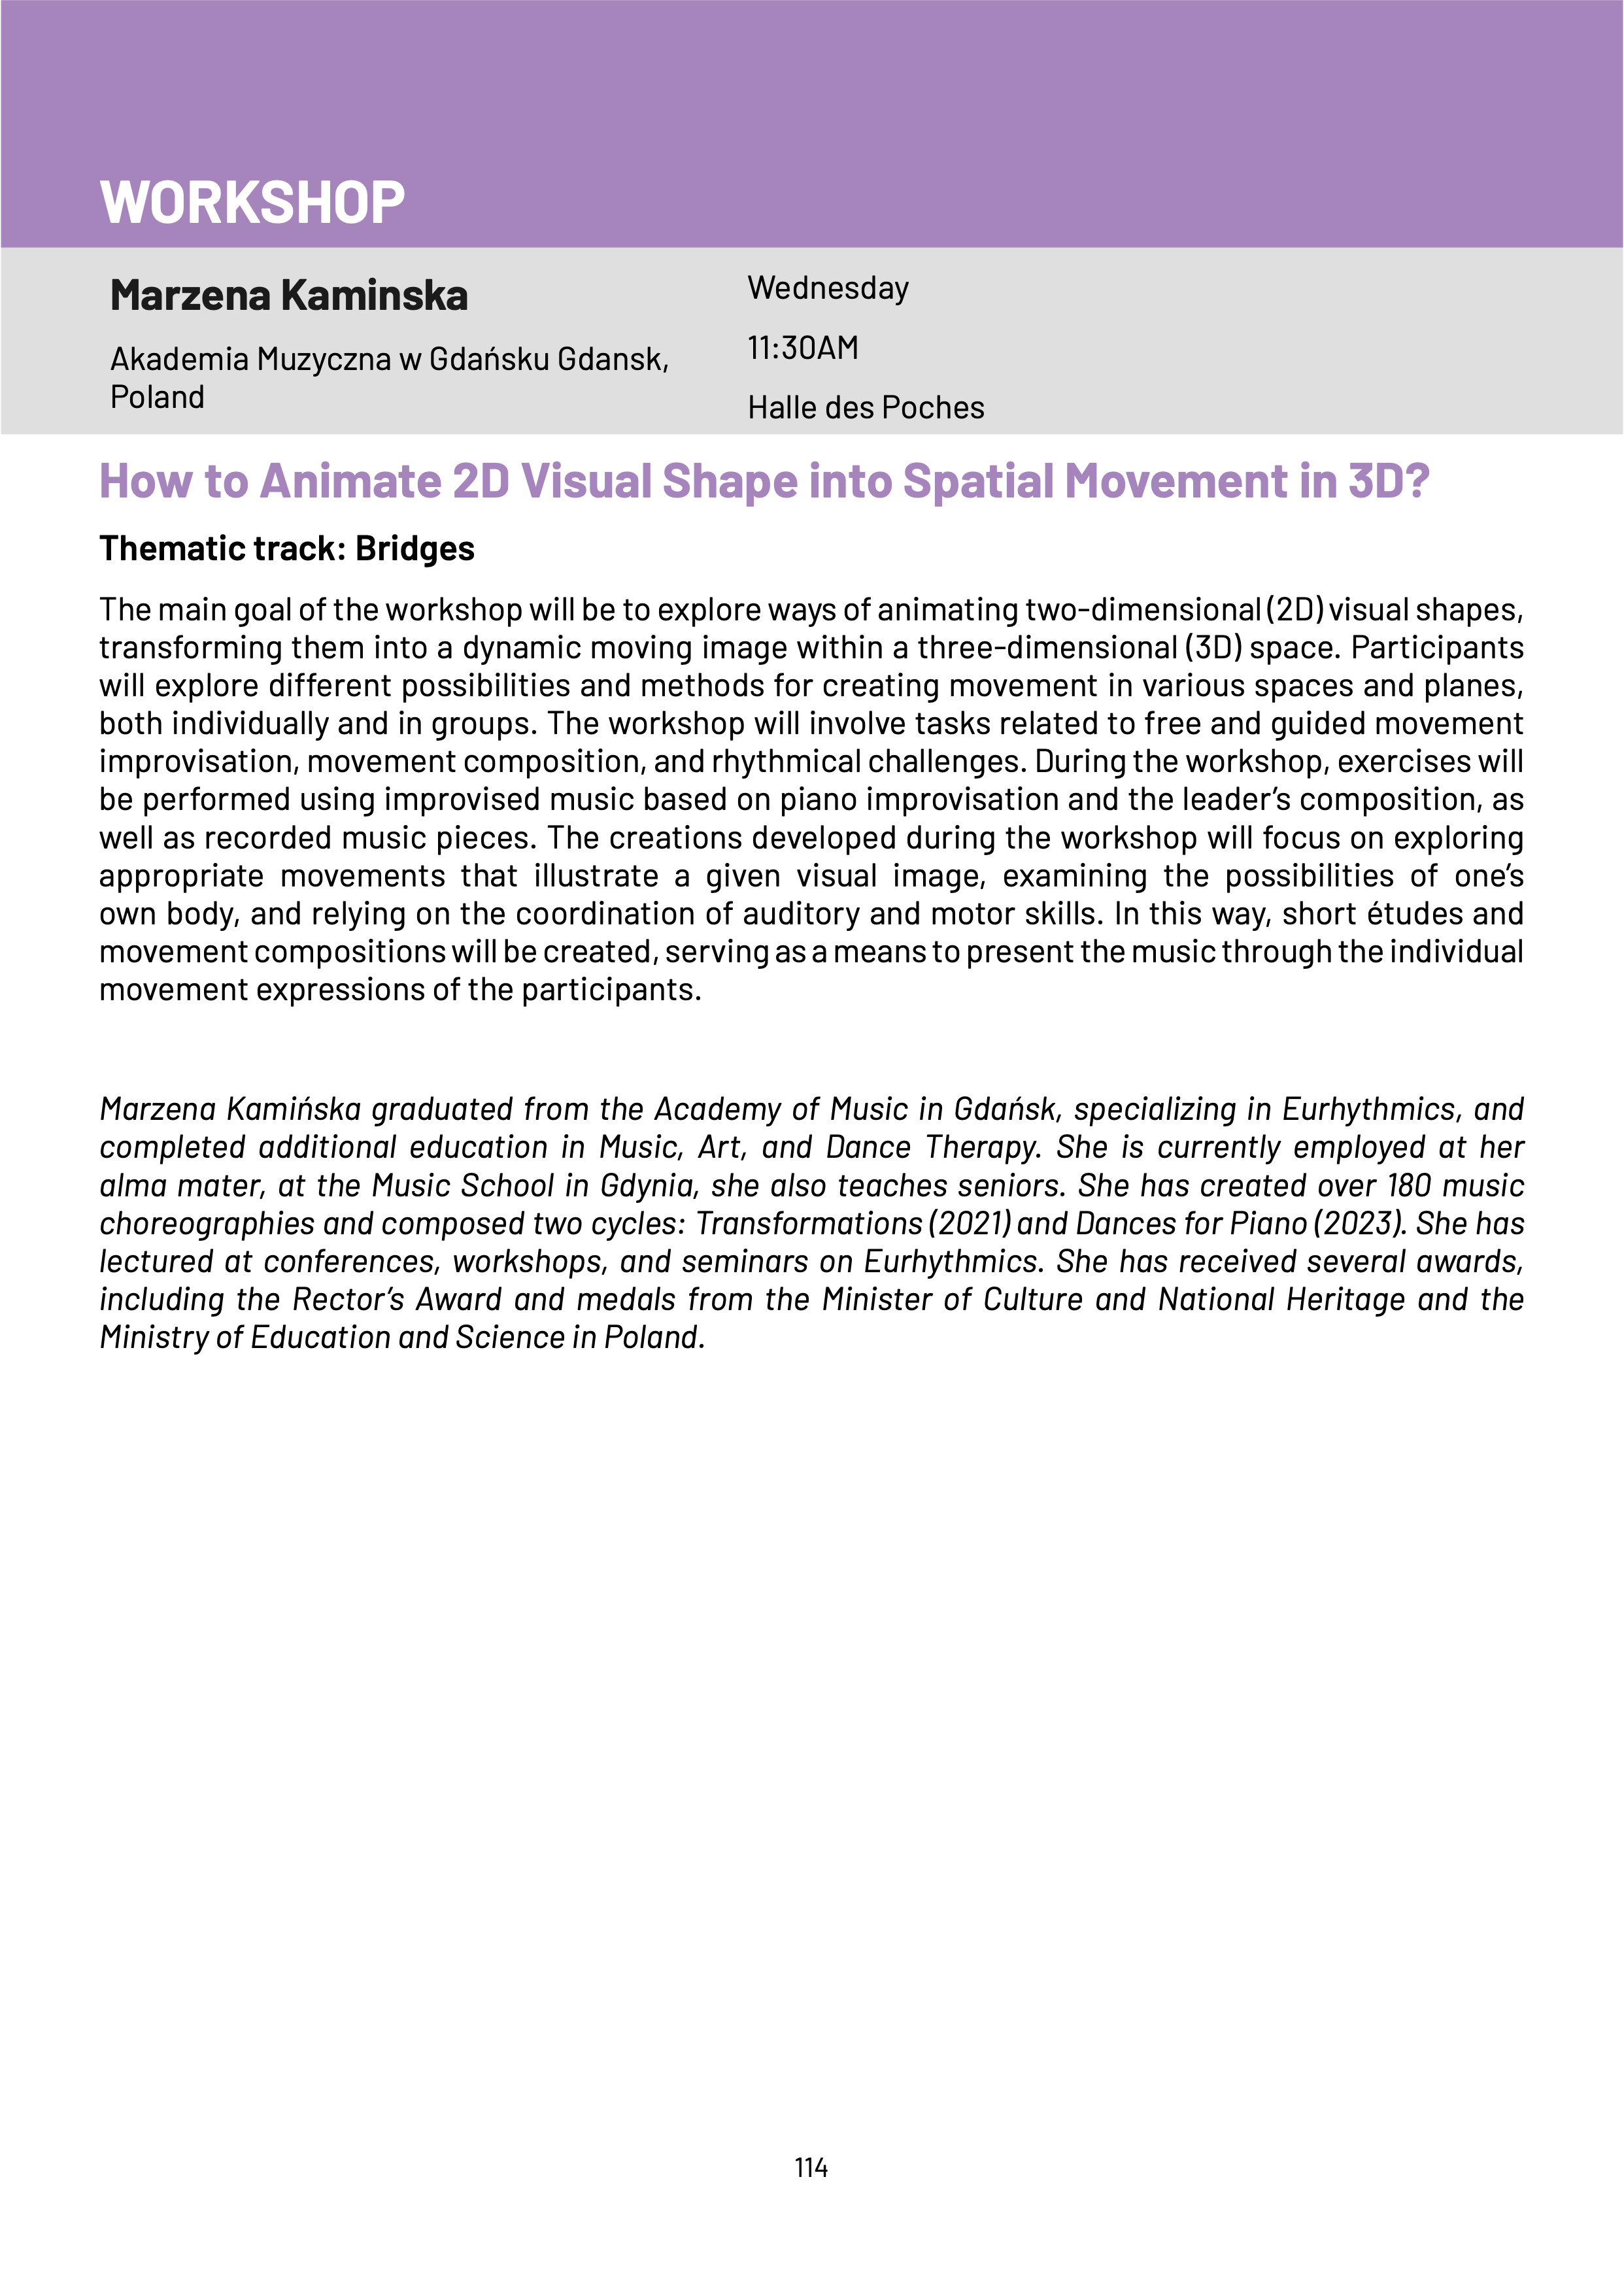 WORKSHOP
Marzena Kaminska
Akademia Muzyczna w Gdańsku Gdansk,
Poland
Wednesday
11:30AM
Halle des Poches
How to Animate 2D Visual Shape into Spatial Movement in 3D?
Thematic track: Bridges
The main goal of the workshop will be to explore ways of animating two-dimensional (2D) visual shapes,
transforming them into a dynamic moving image within a three-dimensional (3D) space. Participants
will explore different possibilities and methods for creating movement in various spaces and planes,
both individually and in groups. The workshop will involve tasks related to free and guided movement
improvisation, movement composition, and rhythmical challenges. During the workshop, exercises will
be performed using improvised music based on piano improvisation and the leader’s composition, as
well as recorded music pieces. The creations developed during the workshop will focus on exploring
appropriate movements that illustrate a given visual image, examining the possibilities of one’s
own body, and relying on the coordination of auditory and motor skills. In this way, short études and
movement compositions will be created, serving as a means to present the music through the individual
movement expressions of the participants.
Marzena Kamińska graduated from the Academy of Music in Gdańsk, specializing in Eurhythmics, and
completed additional education in Music, Art, and Dance Therapy. She is currently employed at her
alma mater, at the Music School in Gdynia, she also teaches seniors. She has created over 180 music
choreographies and composed two cycles: Transformations (2021) and Dances for Piano (2023). She has
lectured at conferences, workshops, and seminars on Eurhythmics. She has received several awards,
including the Rector’s Award and medals from the Minister of Culture and National Heritage and the
Ministry of Education and Science in Poland.
114